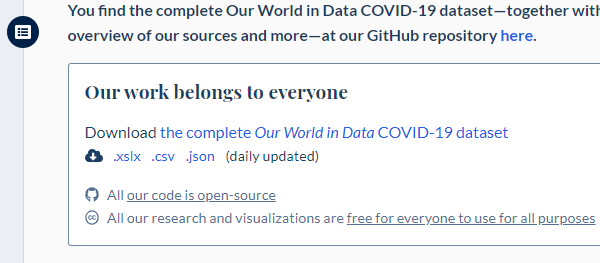 You find the complete Our World in Data COVID-19 dataset—together with
overview of our sources and more—at our GitHub repository here.
Our work belongs to everyone
Download the complete Our World in Data COVID-19 dataset
.xslx .csv .json (daily updated)
All our code is open-source
All our research and visualizations are free for everyone to use for all purposes